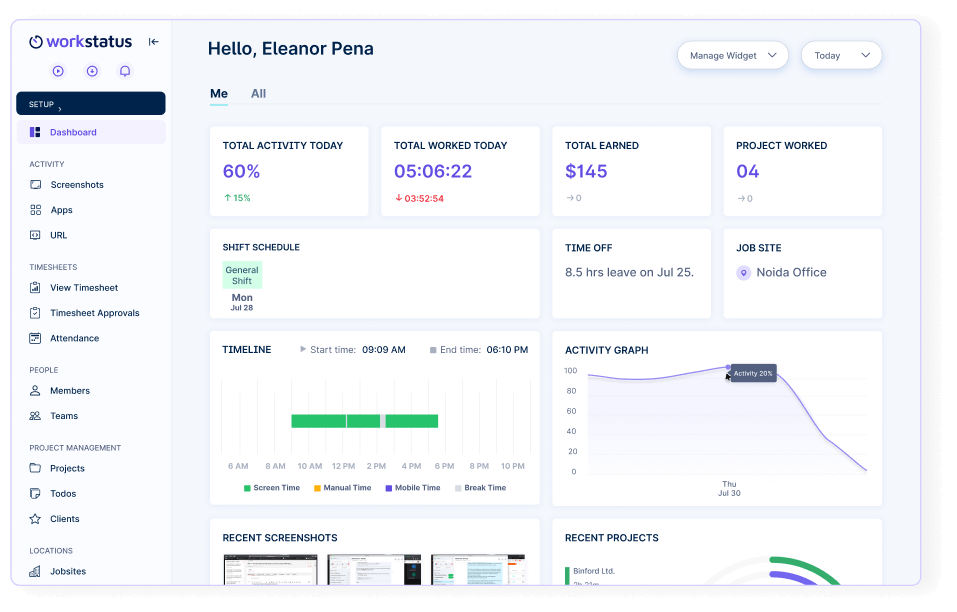 workstatus
SETUP
Dashboard
ACTIVITY
Screenshots
Apps
URL
TIMESHEETS
View Timesheet
Timesheet Approvals
Attendance
PEOPLE
Members
Teams
PROJECT MANAGEMENT
Projects
Todos
Clients
LOCATIONS
Jobsites
Hello, Eleanor Pena
Manage Widget
Today
Me All
TOTAL ACTIVITY TODAY
60%
↑ 15%
TOTAL WORKED TODAY
05:06:22
↓ 03:52:54
TOTAL EARNED
$145
→ 0
PROJECT WORKED
04
→ 0
SHIFT SCHEDULE
General
Shift
Mon
Jul 28
TIME OFF
8.5 hrs leave on Jul 25.
JOB SITE
Noida Office
TIMELINE Start time: 09:09 AM End time: 06:10 PM
6 AM 8 AM 10 AM 12 PM 2 PM 4 PM 6 PM 8 PM 10 PM
Screen Time Manual Time Mobile Time Break Time
ACTIVITY GRAPH
100
80
60
40
20
0
Activity 20%
Thu
Jul 30
RECENT SCREENSHOTS
RECENT PROJECTS
Binford Ltd.
2h 21m